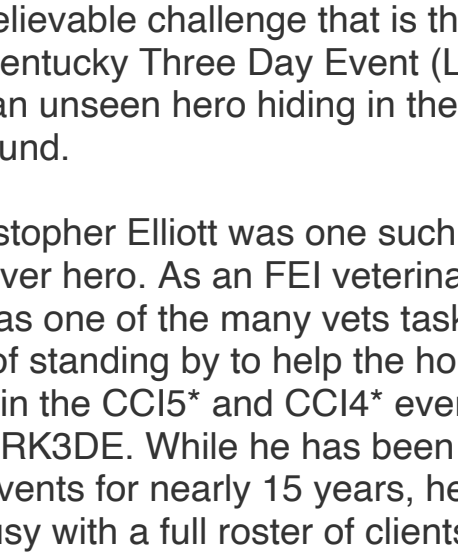 elievable challenge that is th
entucky Three Day Event (L
an unseen hero hiding in the
und.
stopher Elliott was one such
ver hero. As an FEI veterina
as one of the many vets task
of standing by to help the ho
in the CCI5* and CCI4* ever
RK3DE. While he has been
vents for nearly 15 years, he
usy with a full roster of clients